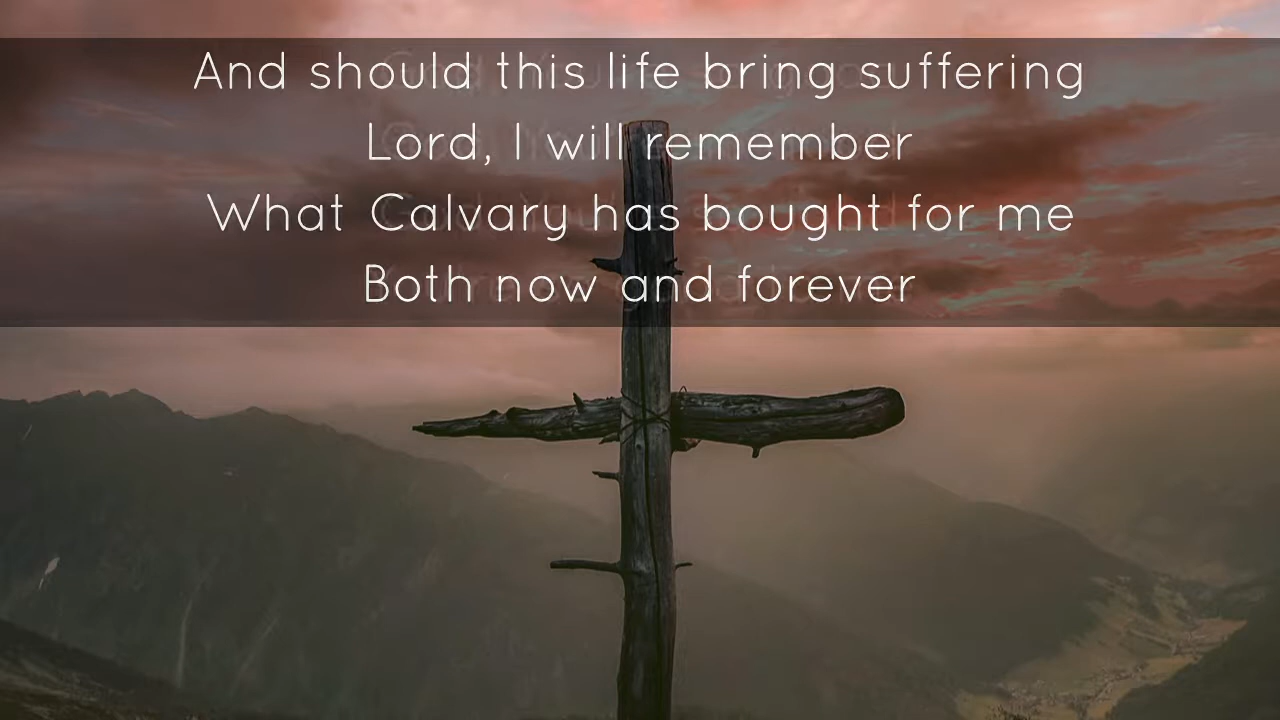 And should this life bring suffering
Lord, I will remember
What Calvary has bought for me
Both now and forever